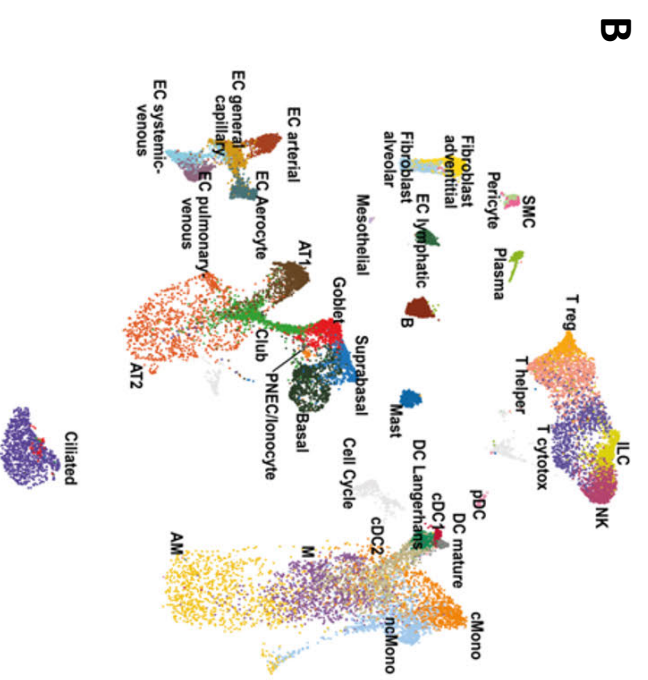 B
ILC
NK
T reg
T cytotox
SMC
T helper
Plasma
Pericyte
pDC
cMono
Fibroblast
adventitial
DC mature
cDC1
EC lymphatic
DC Langerhans
B
Fibroblast
alveolar
Mast
ncMono
cDC2
Mesothelial
Suprabasal
Cell Cycle
Goblet
M
AT1
Basal
EC arterial
PNEC/Ionocyte
EC Aerocyte
Club
EC general
capillary
EC pulmonary
venous
AM
EC systemic-
venous
AT2
Ciliated